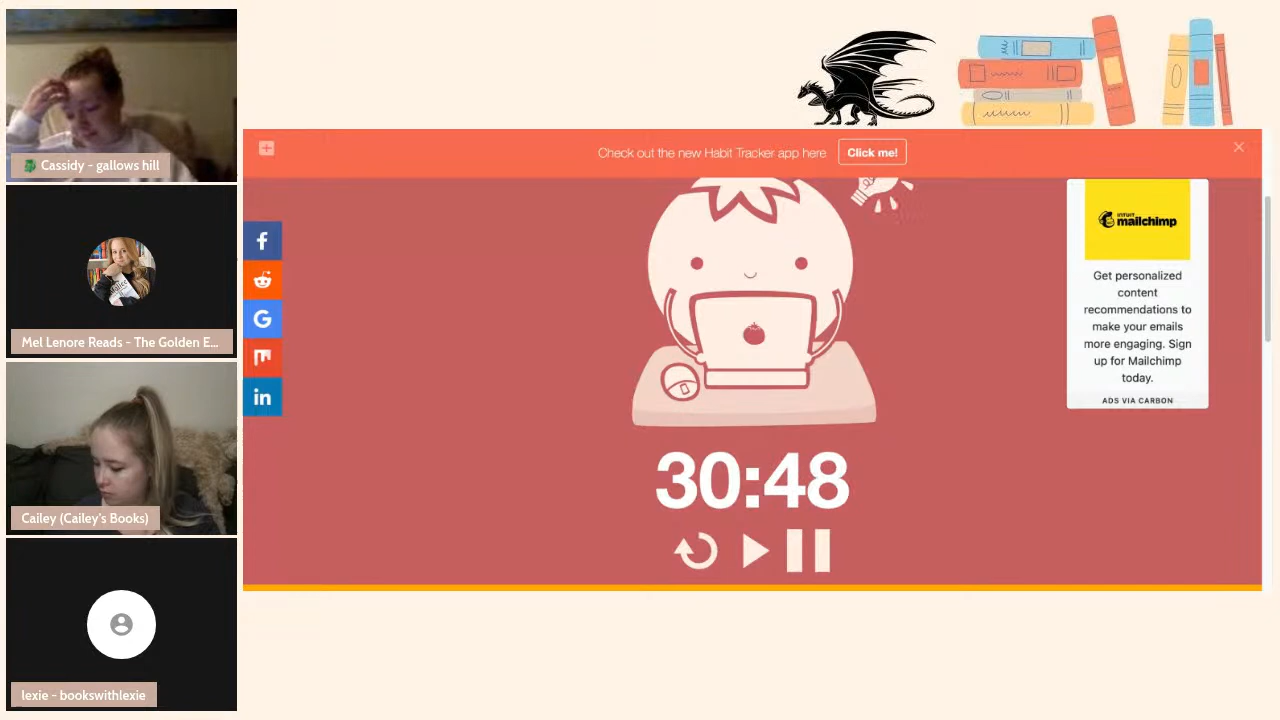 Cassidy - gallows hill
Mel Lenore Reads - The Golden E...
Cailey (Cailey's Books)
lexie - bookswithlexie
Check out the new Habit Tracker app here
Click me!
30:48
INTUIT
mailchimp
Get personalized
content
recommendations to
make your emails
more engaging. Sign
up for Mailchimp
today.
ADS VIA CARBON